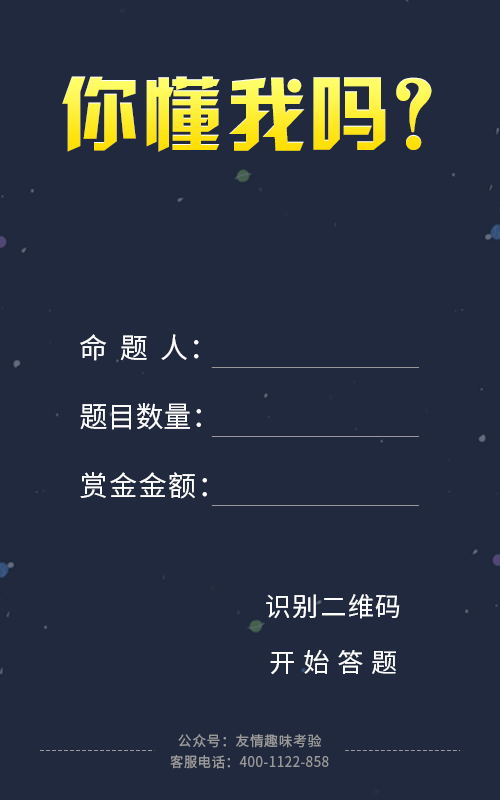 你懂我吗?
命 题 人：
题目数量：
赏金金额：
识别二维码
开始答题
公众号：友情趣味考验
客服电话：400-1122-858